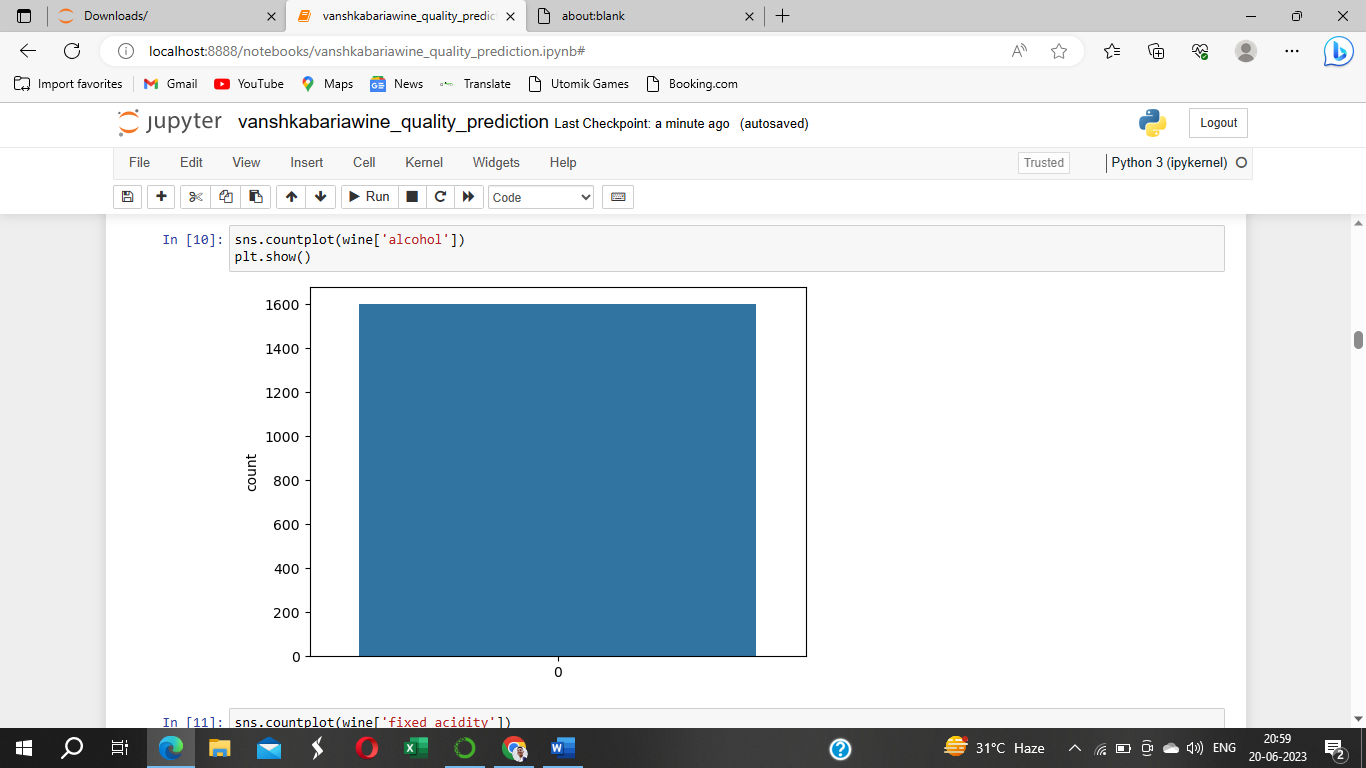 Downloads/
vanshkabariawine_quality_predic
about:blank
localhost:8888/notebooks/vanshkabariawine_quality_prediction.ipynb#
Import favorites
Gmail
YouTube
Maps
News
Translate
Utomik Games
Booking.com
jupyter vanshkabariawine_quality_prediction Last Checkpoint: a minute ago (autosaved)
Logout
File Edit View Insert Cell Kernel Widgets Help
Trusted
Python 3 (ipykernel)
Run
Code
In [10]: sns.countplot(wine['alcohol'])
plt.show()
1600
1400
1200
1000
800
600
400
200
0
count
0
In [11]: sns.countplot(wine['fixed acidity'])
31°C Haze
ENG
20:59
20-06-2023
2